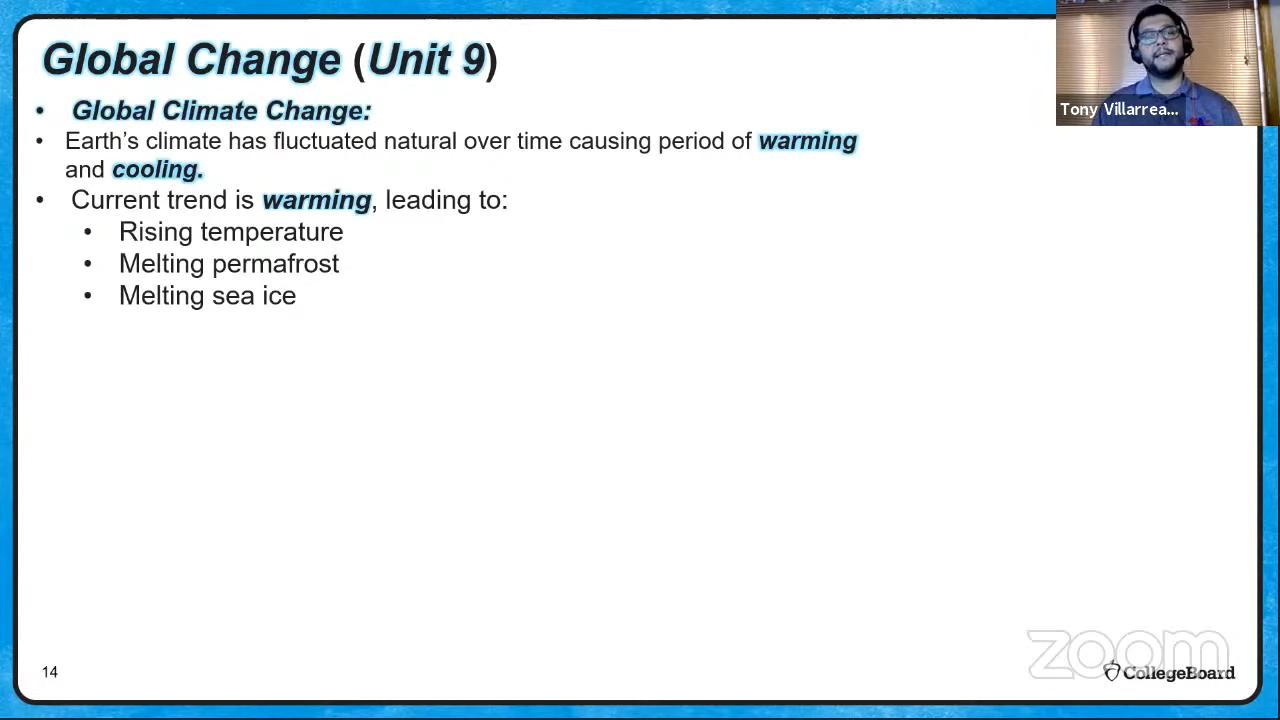 Global Change (Unit 9)
Tony Villarrea...
• Global Climate Change:
• Earth’s climate has fluctuated natural over time causing period of warming
and cooling.
• Current trend is warming, leading to:
• Rising temperature
• Melting permafrost
• Melting sea ice
zoom
14
CollegeBoard